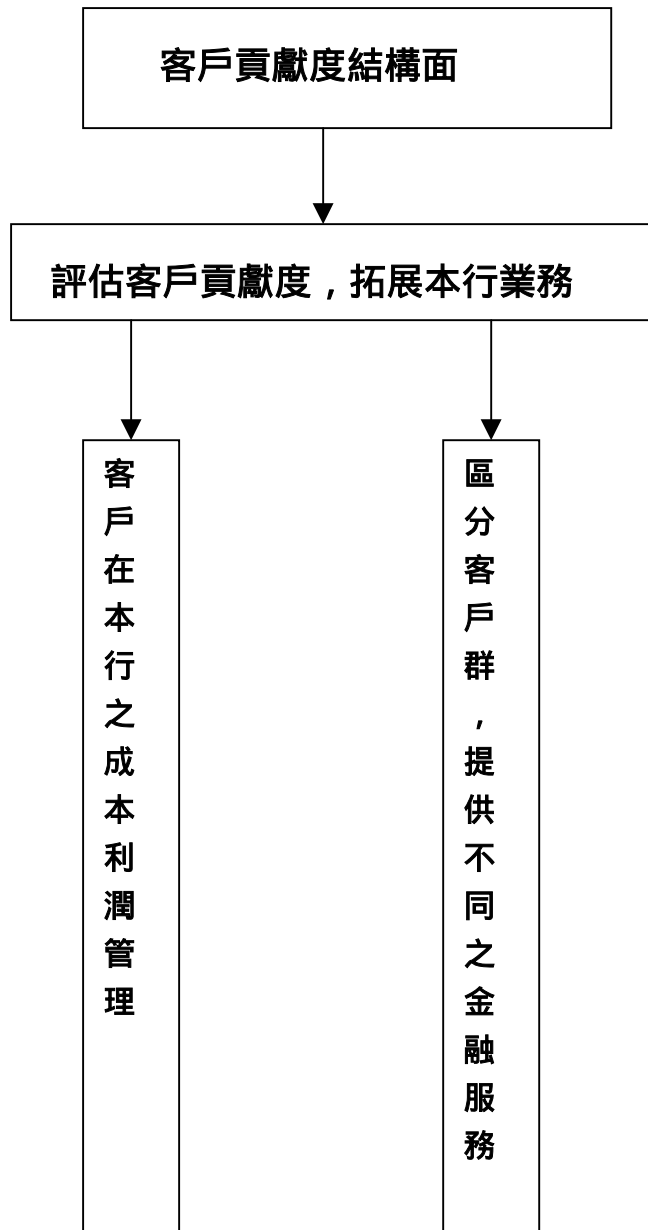 客戶貢獻度結構面
評估客戶貢獻度，拓展本行業務
客戶在本行之成本利潤管理
區分客戶群，提供不同之金融服務